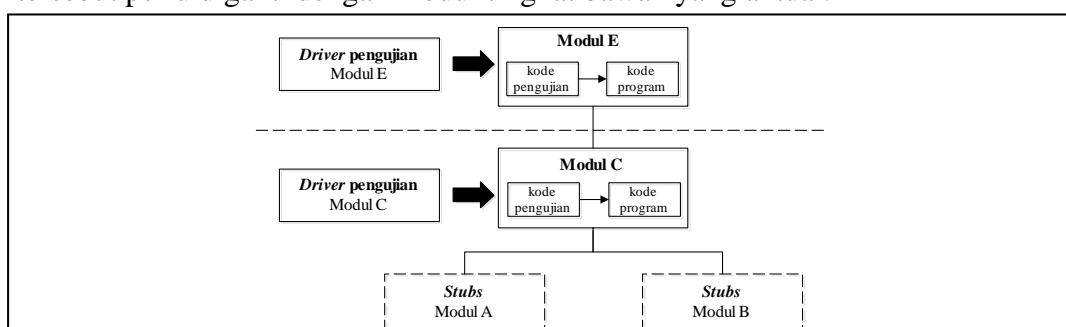 Driver pengujian
Modul E
Modul E
kode
pengujian
kode
program
Driver pengujian
Modul C
Modul C
kode
pengujian
kode
program
Stubs
Modul A
Stubs
Modul B